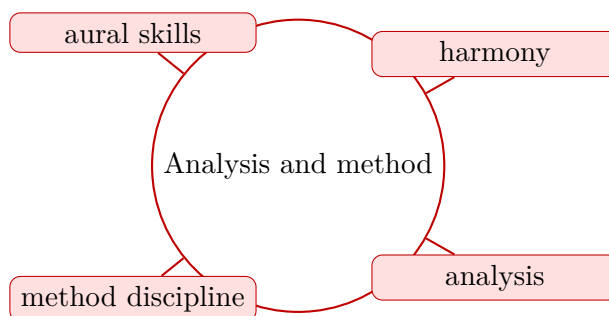 aural skills
harmony
Analysis and method
analysis
method discipline